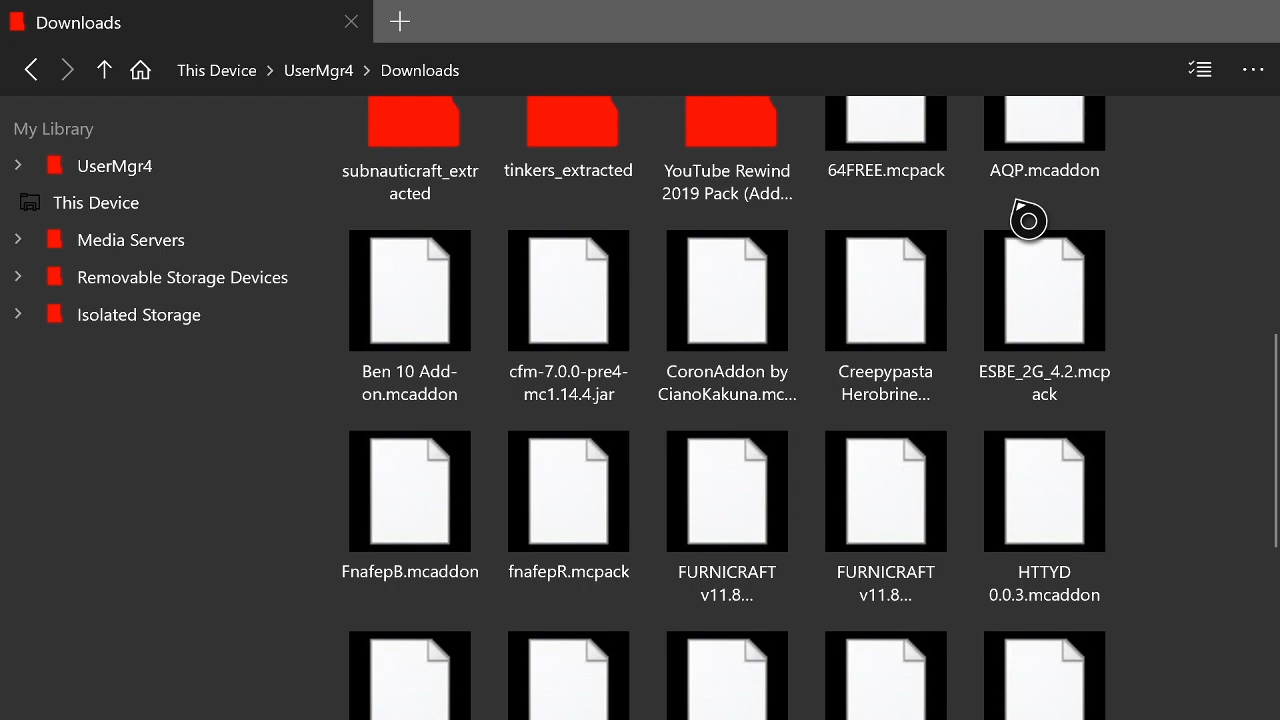 Downloads
This Device > UserMgr4 > Downloads
My Library
UserMgr4
This Device
Media Servers
Removable Storage Devices
Isolated Storage
subnauticraft_extr
acted
tinkers_extracted
YouTube Rewind
2019 Pack (Add...
64FREE.mcpack
AQP.mcaddon
Ben 10 Add-
on.mcaddon
cfm-7.0.0-pre4-
mc1.14.4.jar
CoronAddon by
CianoKakuna.mc...
Creepypasta
Herobrine...
ESBE_2G_4.2.mcp
ack
FnafepB.mcaddon
fnafepR.mcpack
FURNICRAFT
v11.8...
FURNICRAFT
v11.8...
HTTYD
0.0.3.mcaddon